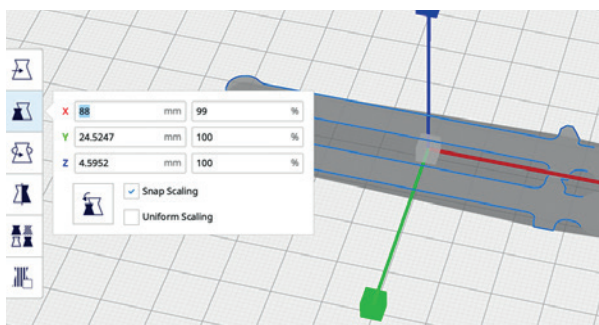 X 88 mm 99 %
Y 24.5247 mm 100 %
Z 4.5952 mm 100 %
Snap Scaling
Uniform Scaling